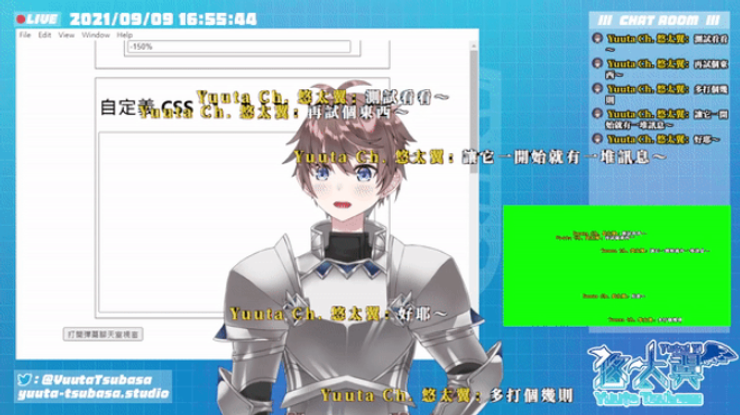 LIVE 2021/09/09 16:55:44
File Edit View Window Help
-150%
自定義 CSS
Yuuta Ch. 悠太翼: 測試看看～
Yuuta Ch. 悠太翼: 再試個東西～
Yuuta Ch. 悠太翼: 讓它一開始就有一堆訊息～
Yuuta Ch. 悠太翼: 好耶～
Yuuta Ch. 悠太翼: 多打個幾則
打開彈幕聊天室視窗
: @YuutaTsubasa
yuuta-tsubasa.studio
CHAT ROOM
Yuuta Ch. 悠太翼: 測試看看
～
Yuuta Ch. 悠太翼: 再試個東
西～
Yuuta Ch. 悠太翼: 多打個幾
則
Yuuta Ch. 悠太翼: 讓它一開
始就有一堆訊息～
Yuuta Ch. 悠太翼: 好耶～
悠太翼
Yuuta Tsubasa